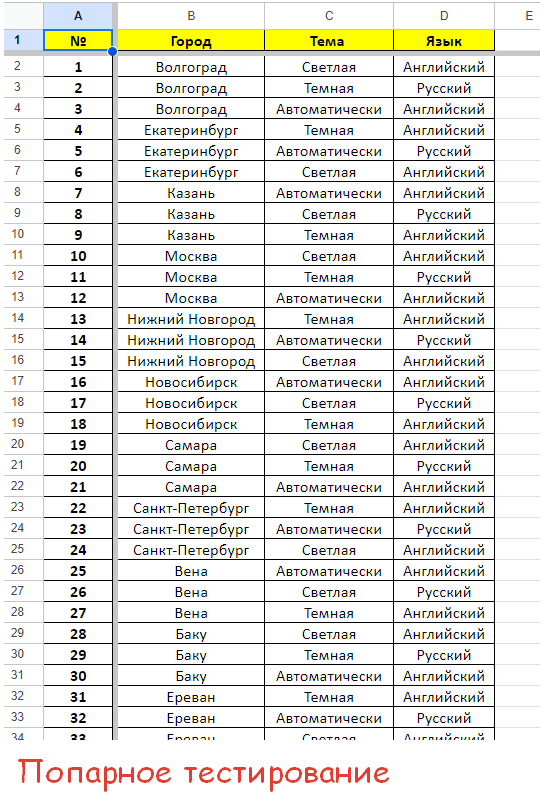 A B C D E
1 № Город Тема Язык
2 1 Волгоград Светлая Английский
3 2 Волгоград Темная Русский
4 3 Волгоград Автоматически Английский
5 4 Екатеринбург Темная Английский
6 5 Екатеринбург Автоматически Русский
7 6 Екатеринбург Светлая Английский
8 7 Казань Автоматически Английский
9 8 Казань Светлая Русский
10 9 Казань Темная Английский
11 10 Москва Светлая Английский
12 11 Москва Темная Русский
13 12 Москва Автоматически Английский
14 13 Нижний Новгород Темная Английский
15 14 Нижний Новгород Автоматически Русский
16 15 Нижний Новгород Светлая Английский
17 16 Новосибирск Автоматически Английский
18 17 Новосибирск Светлая Русский
19 18 Новосибирск Темная Английский
20 19 Самара Светлая Английский
21 20 Самара Темная Русский
22 21 Самара Автоматически Английский
23 22 Санкт-Петербург Темная Английский
24 23 Санкт-Петербург Автоматически Русский
25 24 Санкт-Петербург Светлая Английский
26 25 Вена Автоматически Английский
27 26 Вена Светлая Русский
28 27 Вена Темная Английский
29 28 Баку Светлая Английский
30 29 Баку Темная Русский
31 30 Баку Автоматически Английский
32 31 Ереван Темная Английский
33 32 Ереван Автоматически Русский
34 33 Ереван Светлая Английский
Попарное тестирование